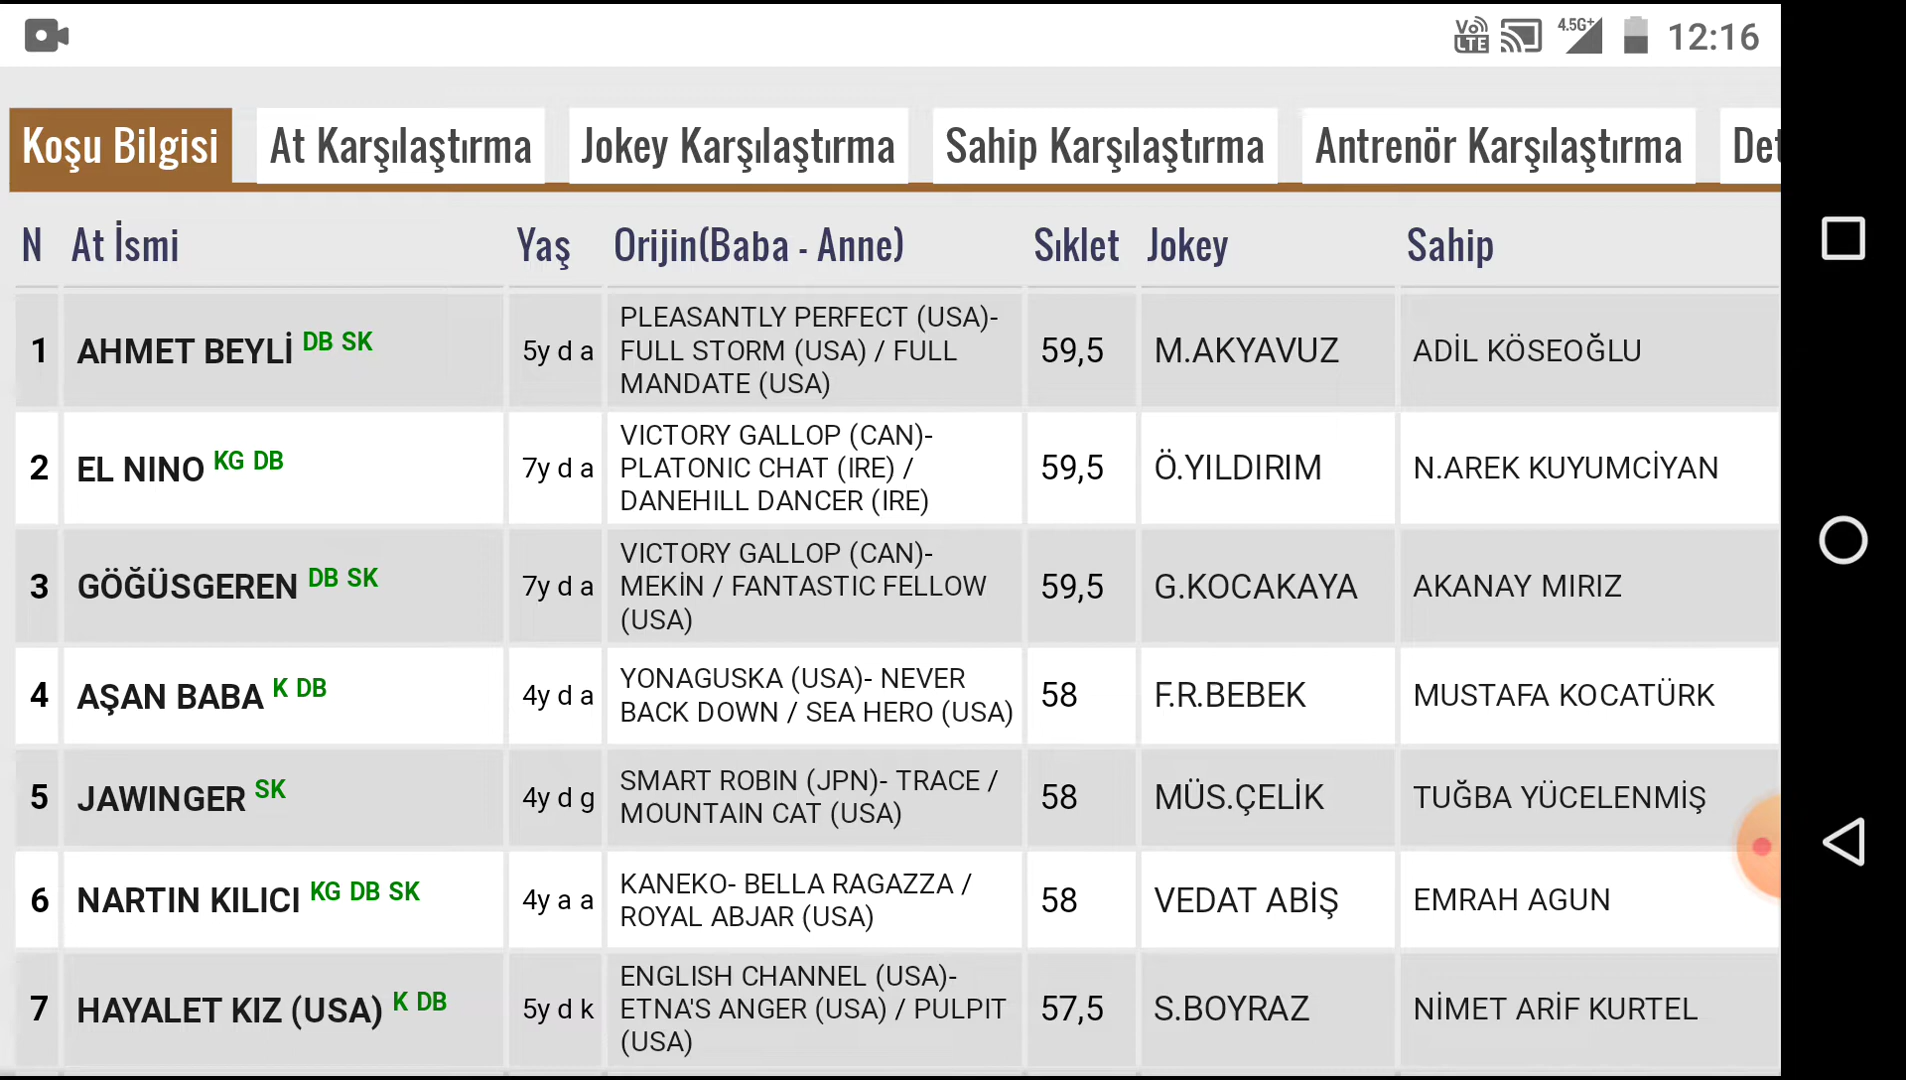 Vo LTE 4.5G+ 12:16
Koşu Bilgisi At Karşılaştırma Jokey Karşılaştırma Sahip Karşılaştırma Antrenör Karşılaştırma Det
N At İsmi Yaş Orijin(Baba - Anne) Sıklet Jokey Sahip
PLEASANTLY PERFECT (USA)-
1 AHMET BEYLİ DB SK 5y d a FULL STORM (USA) / FULL 59,5 M.AKYAVUZ ADİL KÖSEOĞLU
MANDATE (USA)
VICTORY GALLOP (CAN)-
2 EL NINO KG DB 7y d a PLATONIC CHAT (IRE) / 59,5 Ö.YILDIRIM N.AREK KUYUMCİYAN
DANEHILL DANCER (IRE)
VICTORY GALLOP (CAN)-
3 GÖĞÜSGEREN DB SK 7y d a MEKİN / FANTASTIC FELLOW 59,5 G.KOCAKAYA AKANAY MIRIZ
(USA)
YONAGUSKA (USA)- NEVER
4 AŞAN BABA K DB 4y d a BACK DOWN / SEA HERO (USA) 58 F.R.BEBEK MUSTAFA KOCATÜRK
SMART ROBIN (JPN)- TRACE /
5 JAWINGER SK 4y d g MOUNTAIN CAT (USA) 58 MÜS.ÇELİK TUĞBA YÜCELENMİŞ
KANEKO- BELLA RAGAZZA /
6 NARTIN KILICI KG DB SK 4y a a ROYAL ABJAR (USA) 58 VEDAT ABİŞ EMRAH AGUN
ENGLISH CHANNEL (USA)-
7 HAYALET KIZ (USA) K DB 5y d k ETNA'S ANGER (USA) / PULPIT 57,5 S.BOYRAZ NİMET ARİF KURTEL
(USA)